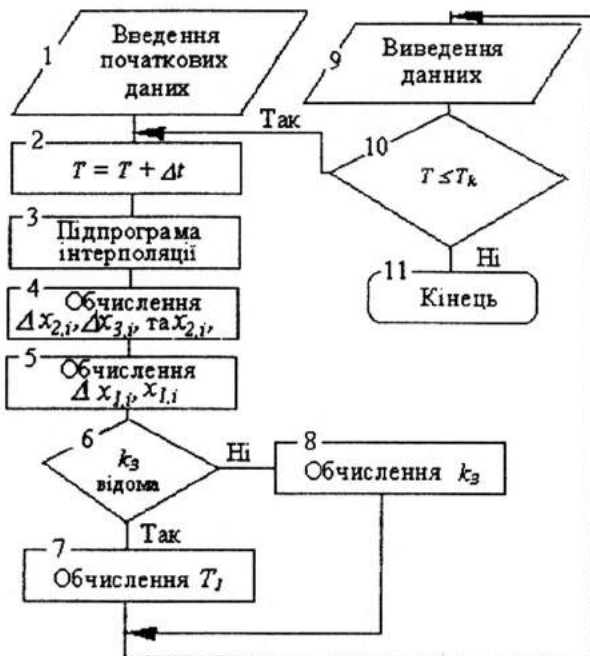 1
Введення
початкових
даних
2
T = T + Δt
3
Підпрограма
інтерполяції
4
Обчислення
Δx₂,ᵢ, Δx₃,ᵢ, та x₂,ᵢ,
5
Обчислення
Δx₁,ᵢ, x₁,ᵢ
6
k₃
відома
Ні
Так
7
Обчислення T₁
8
Обчислення k₃
9
Виведення
данних
Так
10
T ≤ Tₖ
Ні
11
Кінець